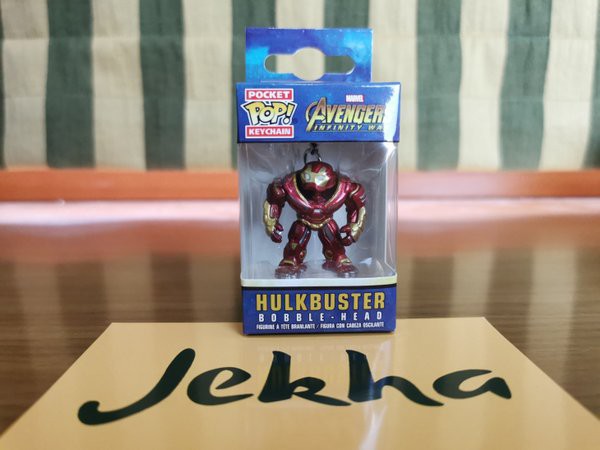 POCKET
POP!
KEYCHAIN
MARVEL
AVENGERS
INFINITY WAR
HULKBUSTER
BOBBLE-HEAD
FIGURINE À TÊTE BRANLANTE / FIGURA CON CABEZA OSCILANTE
Jekha